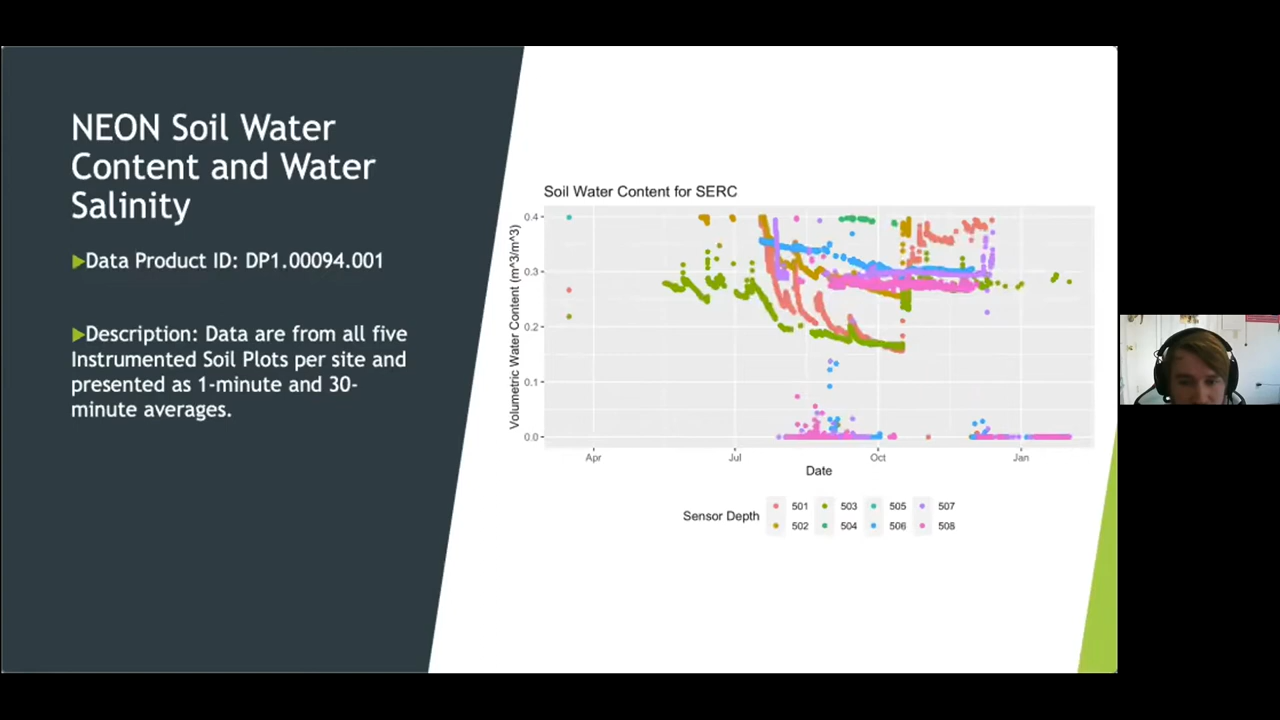 NEON Soil Water
Content and Water
Salinity
Data Product ID: DP1.00094.001
Description: Data are from all five
Instrumented Soil Plots per site and
presented as 1-minute and 30-
minute averages.
Soil Water Content for SERC
Volumetric Water Content (m^3/m^3)
0.4
0.3
0.2
0.1
0.0
Apr Jul Oct Jan
Date
Sensor Depth
501 503 505 507
502 504 506 508